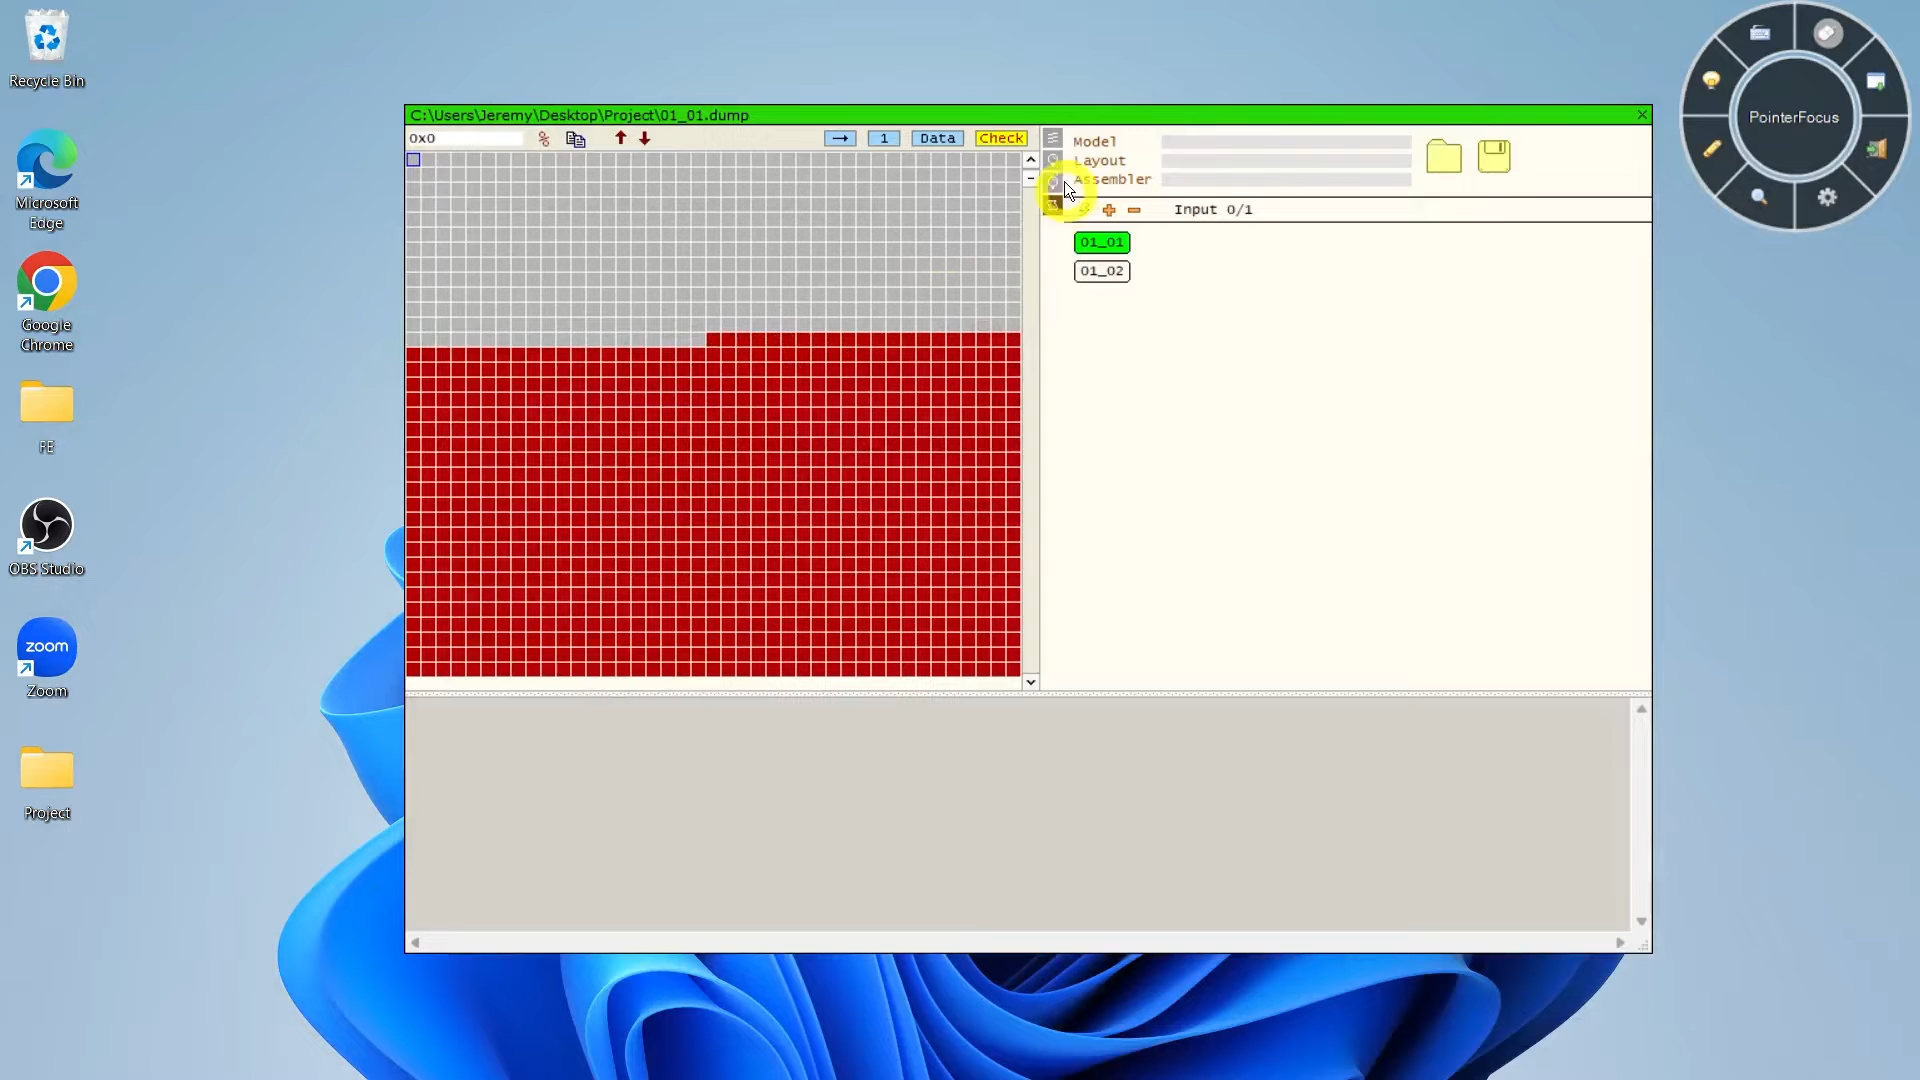 Recycle Bin
Microsoft
Edge
Google
Chrome
FE
OBS Studio
zoom
Zoom
Project
C:\Users\Jeremy\Desktop\Project\01_01.dump
0x0
%
1
Data
Check
Model
Layout
Assembler
Input 0/1
01_01
01_02
PointerFocus